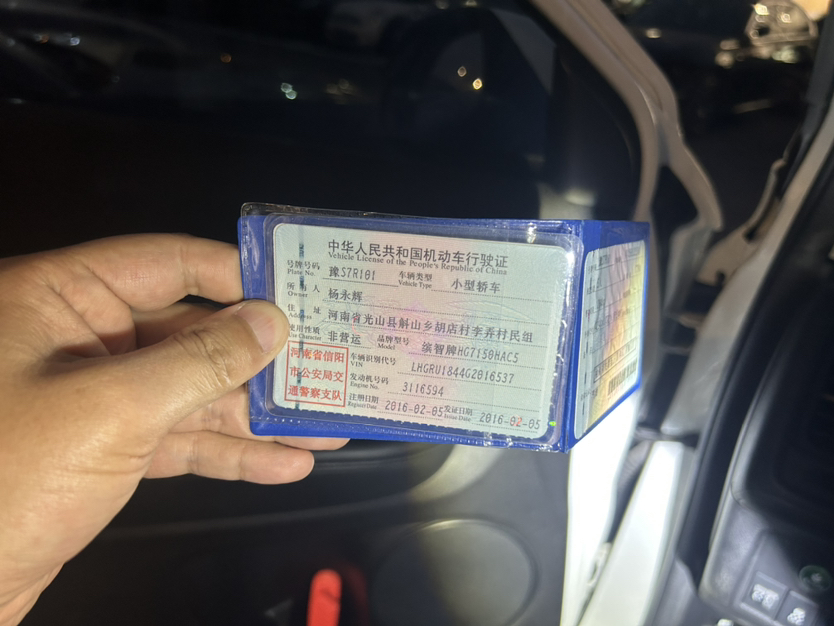 中华人民共和国机动车行驶证
Vehicle License of the People's Republic of China
号牌号码 豫S7R101 车辆类型 小型轿车
Plate No. Vehicle Type
所有人 杨永辉
Owner
住址 河南省光山县斛山乡胡店村李弄村民组
Address
使用性质 非营运 品牌型号 缤智牌HG7150HAC5
Use Character Model
河南省信阳
市公安局交
通警察支队
车辆识别代号 LHGRU1844G2016537
VIN
发动机号码 3116594
Engine No.
注册日期 2016-02-05 发证日期 2016-02-05
Register Date Issue Date